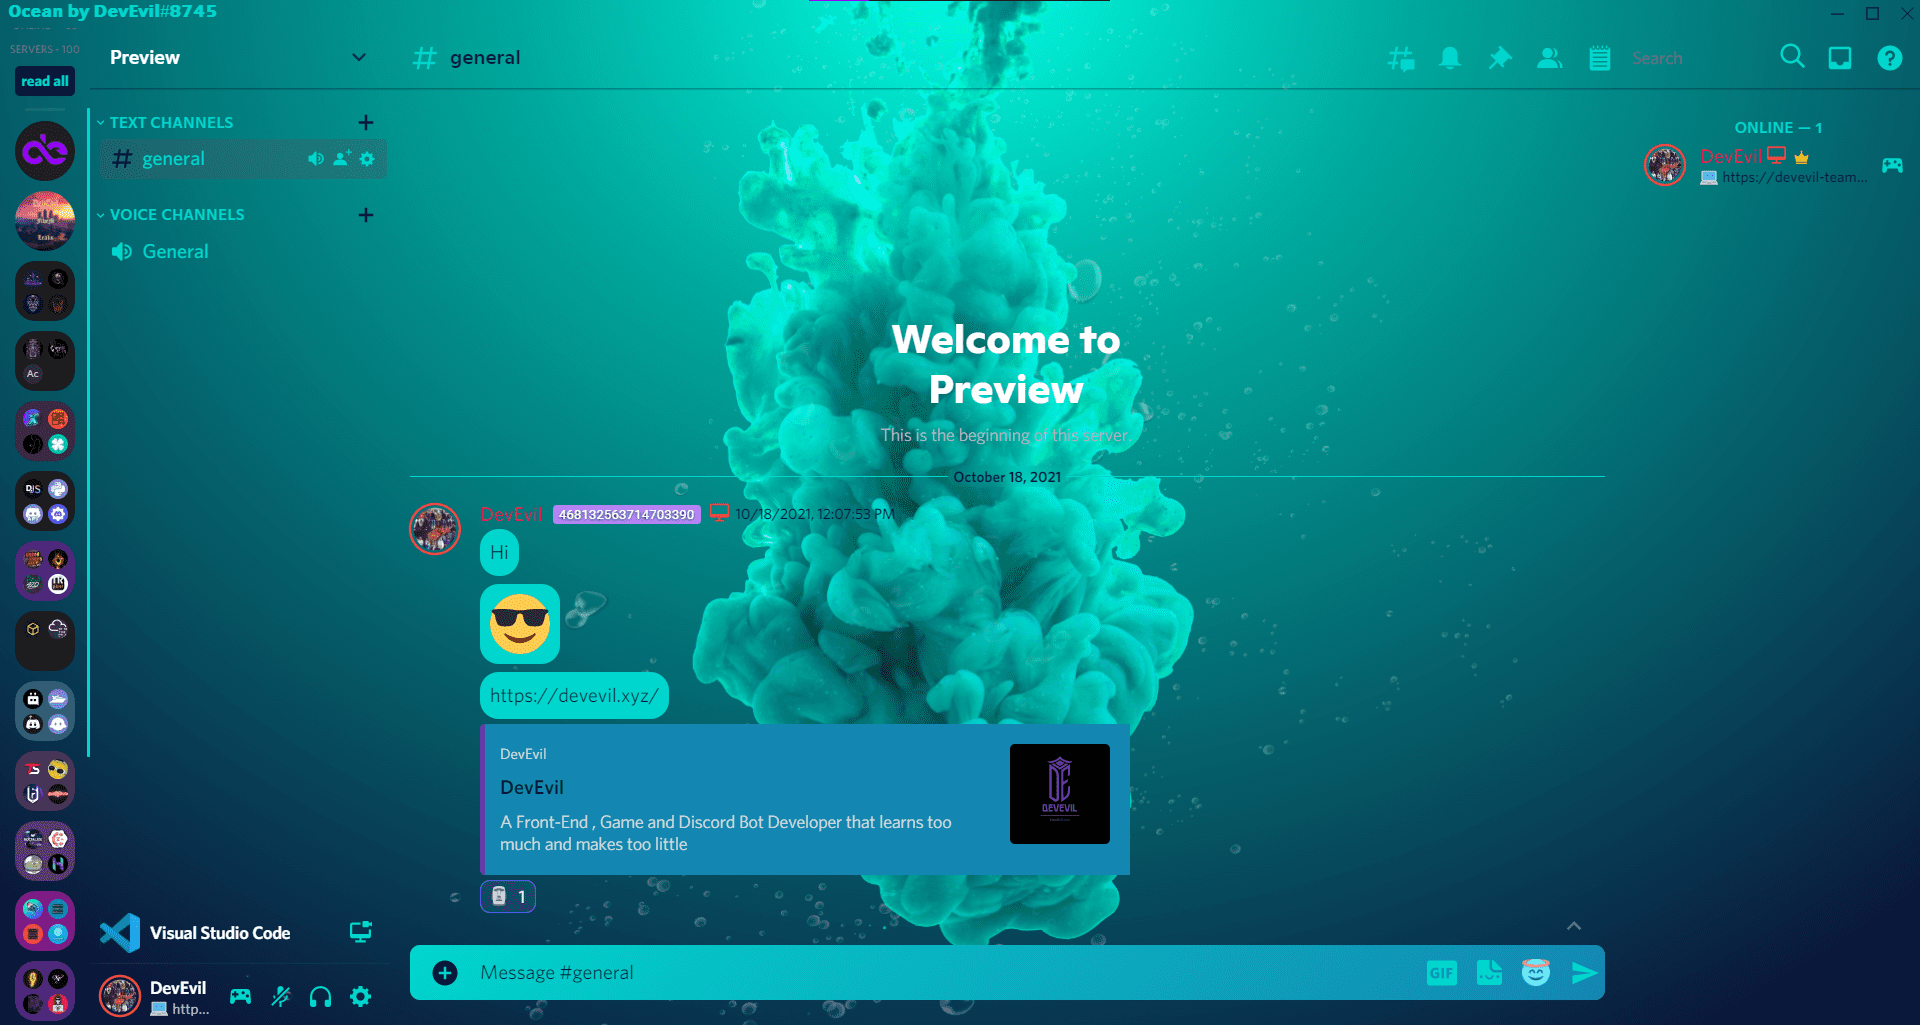 Ocean by DevEvil#8745
SERVERS - 100
read all
Ac
DJS
Preview
TEXT CHANNELS
general
VOICE CHANNELS
General
Visual Studio Code
DevEvil
http...
general
Search
Welcome to
Preview
This is the beginning of this server.
October 18, 2021
DevEvil 468132563714703390 10/18/2021, 12:07:53 PM
Hi
https://devevil.xyz/
DevEvil
DevEvil
A Front-End , Game and Discord Bot Developer that learns too
much and makes too little
DEVEVIL
1
Message #general
GIF
ONLINE — 1
DevEvil
https://devevil-team...